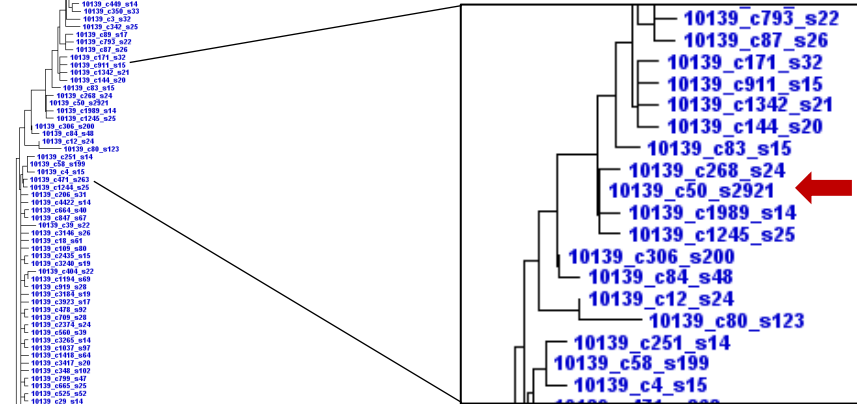 10139_c449_s14
10139_c350_s33
10139_c3_s32
10139_c342_s25
10139_c89_s17
10139_c793_s22
10139_c87_s26
10139_c171_s32
10139_c911_s15
10139_c1342_s21
10139_c144_s20
10139_c83_s15
10139_c268_s24
10139_c50_s2921
10139_c1989_s14
10139_c1245_s25
10139_c306_s200
10139_c84_s48
10139_c12_s24
10139_c80_s123
10139_c251_s14
10139_c58_s199
10139_c4_s15
10139_c471_s263
10139_c1244_s25
10139_c206_s31
10139_c4422_s14
10139_c664_s40
10139_c847_s67
10139_c39_s22
10139_c3146_s26
10139_c18_s61
10139_c109_s80
10139_c2435_s15
10139_c3240_s19
10139_c404_s22
10139_c1194_s69
10139_c919_s28
10139_c3184_s19
10139_c3923_s17
10139_c478_s92
10139_c709_s28
10139_c2374_s24
10139_c560_s39
10139_c3265_s14
10139_c1037_s97
10139_c1418_s64
10139_c3417_s20
10139_c348_s102
10139_c799_s47
10139_c665_s25
10139_c525_s52
10139_c29_s14
10139_c793_s22
10139_c87_s26
10139_c171_s32
10139_c911_s15
10139_c1342_s21
10139_c144_s20
10139_c83_s15
10139_c268_s24
10139_c50_s2921
10139_c1989_s14
10139_c1245_s25
10139_c306_s200
10139_c84_s48
10139_c12_s24
10139_c80_s123
10139_c251_s14
10139_c58_s199
10139_c4_s15